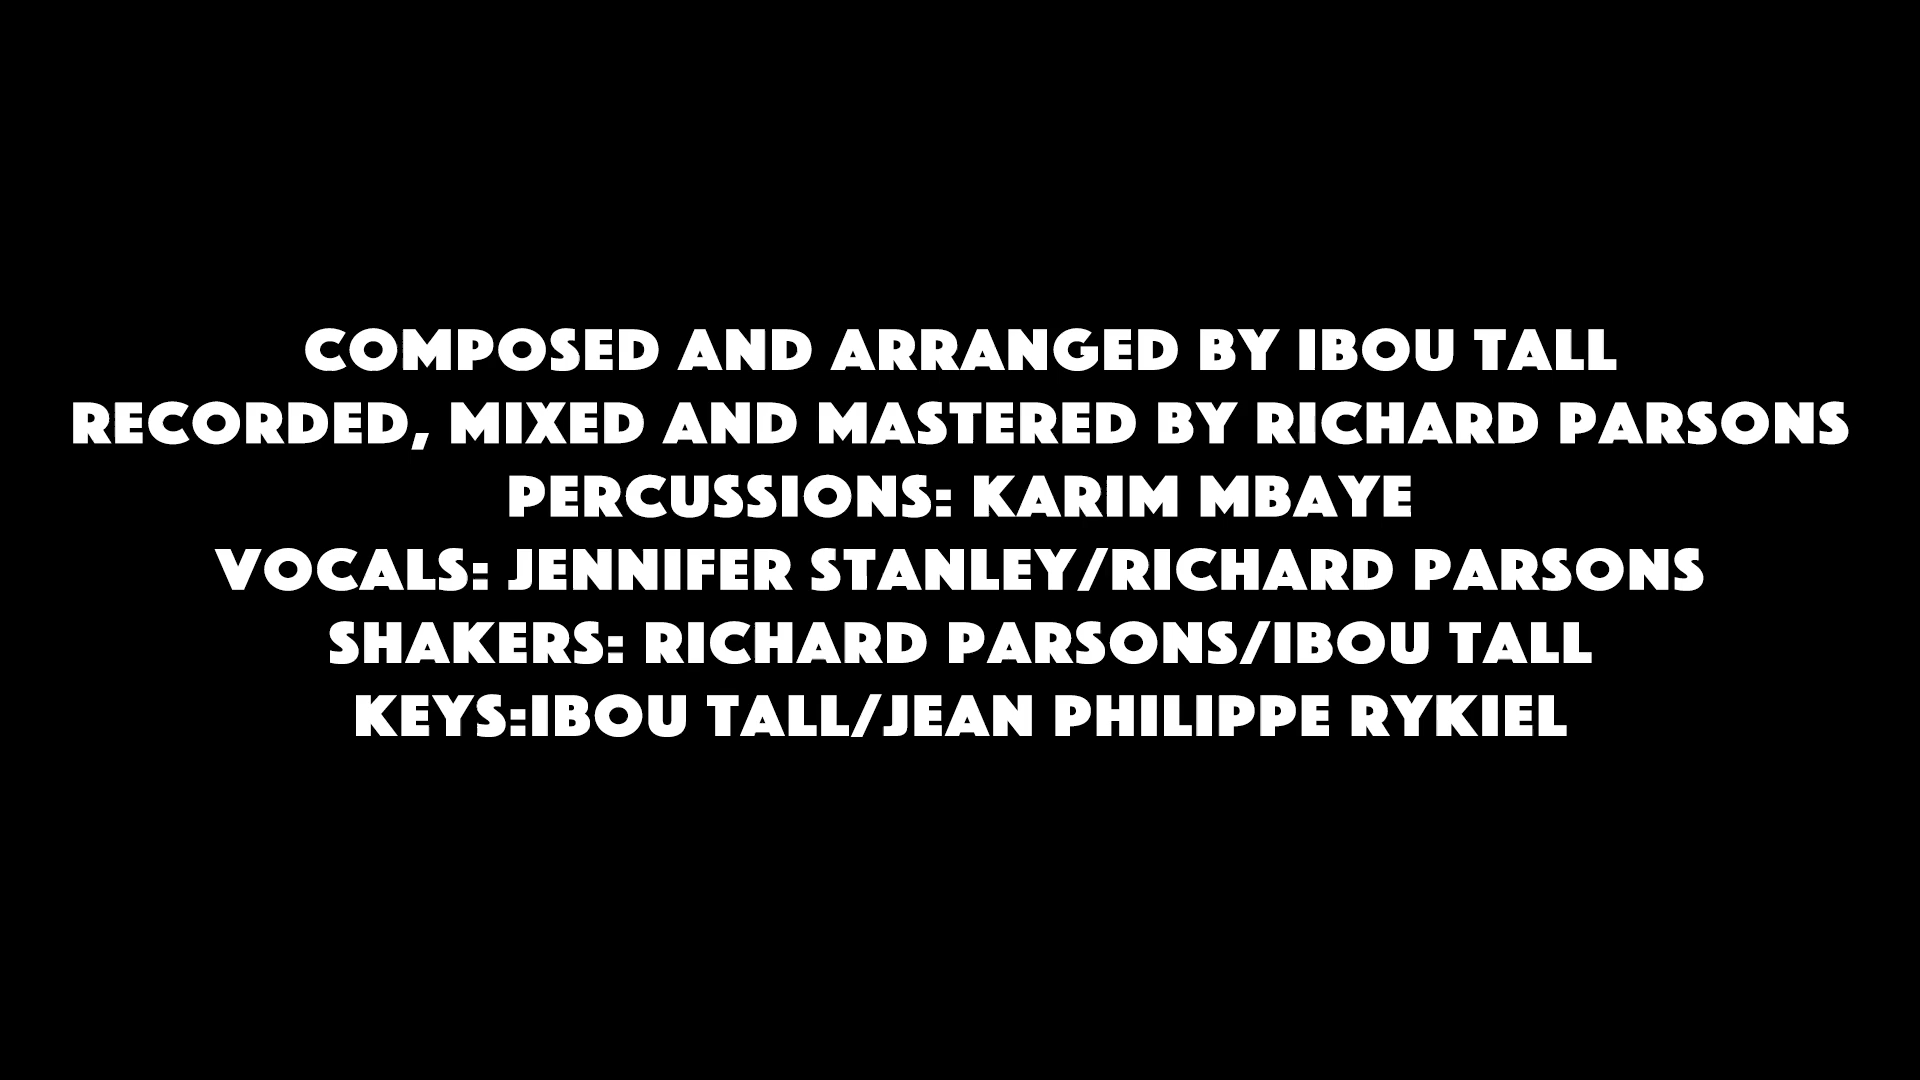 COMPOSED AND ARRANGED BY IBOU TALL
RECORDED, MIXED AND MASTERED BY RICHARD PARSONS
PERCUSSIONS: KARIM MBAYE
VOCALS: JENNIFER STANLEY/RICHARD PARSONS
SHAKERS: RICHARD PARSONS/IBOU TALL
KEYS:IBOU TALL/JEAN PHILIPPE RYKIEL